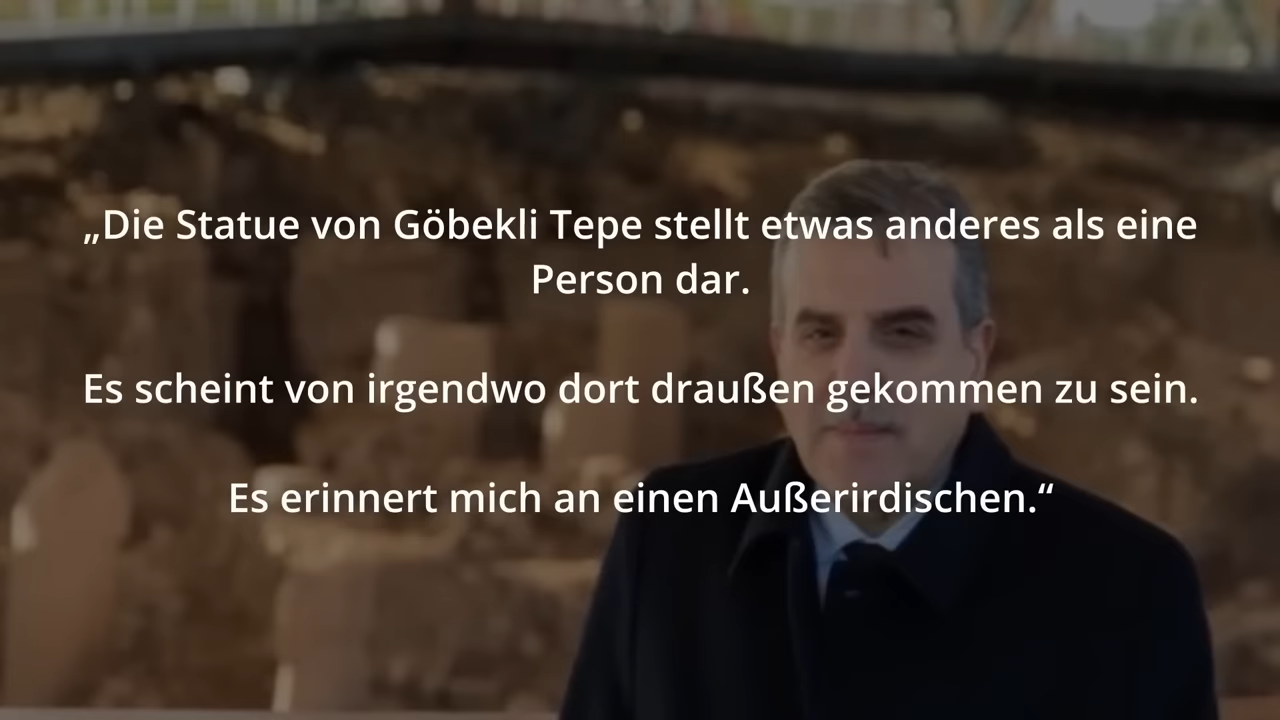 „Die Statue von Göbekli Tepe stellt etwas anderes als eine
Person dar.
Es scheint von irgendwo dort draußen gekommen zu sein.
Es erinnert mich an einen Außerirdischen.“